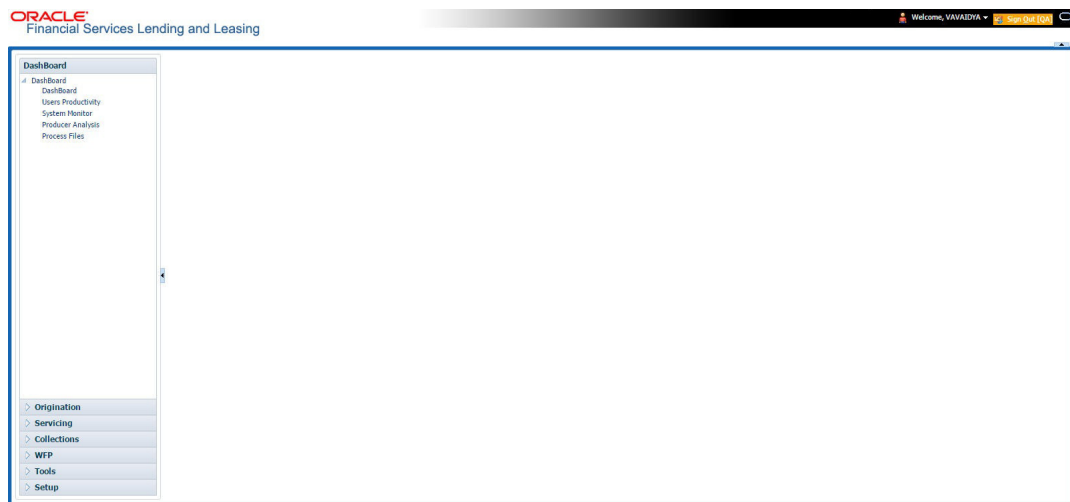 ORACLE®
Financial Services Lending and Leasing
Welcome, VAVAIDYA
Sign Out [QA]
DashBoard
DashBoard
DashBoard
Users Productivity
System Monitor
Producer Analysis
Process Files
Origination
Servicing
Collections
WFP
Tools
Setup